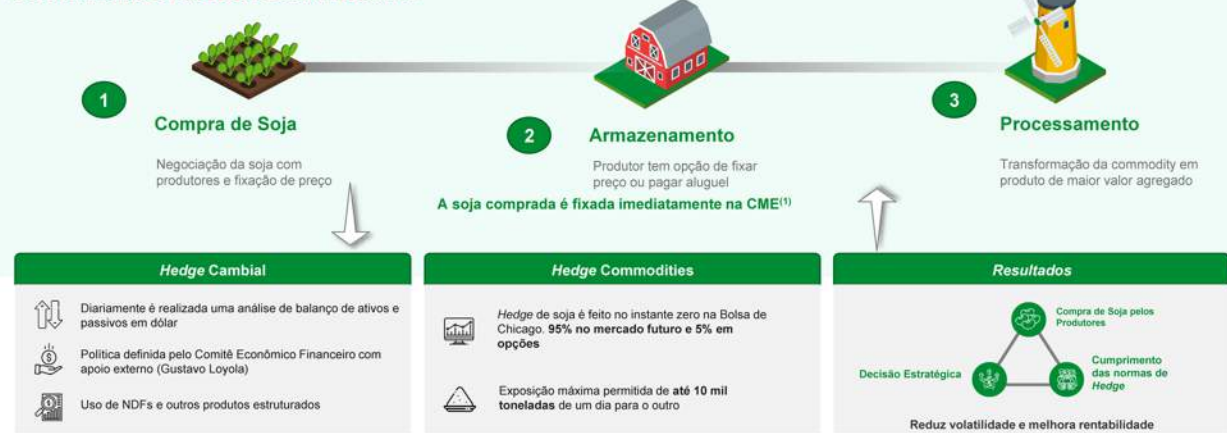 1
Compra de Soja
Negociação da soja com
produtores e fixação de preço
2
Armazenamento
Produtor tem opção de fixar
preço ou pagar aluguel
A soja comprada é fixada imediatamente na CME(1)
3
Processamento
Transformação da commodity em
produto de maior valor agregado
Hedge Cambial
Diariamente é realizada uma análise de balanço de ativos e
passivos em dólar
Política definida pelo Comitê Econômico Financeiro com
apoio externo (Gustavo Loyola)
Uso de NDFs e outros produtos estruturados
Hedge Commodities
Hedge de soja é feito no instante zero na Bolsa de
Chicago. 95% no mercado futuro e 5% em
opções
Exposição máxima permitida de até 10 mil
toneladas de um dia para o outro
Resultados
Compra de Soja pelos
Produtores
Decisão Estratégica
Cumprimento
das normas de
Hedge
Reduz volatilidade e melhora rentabilidade